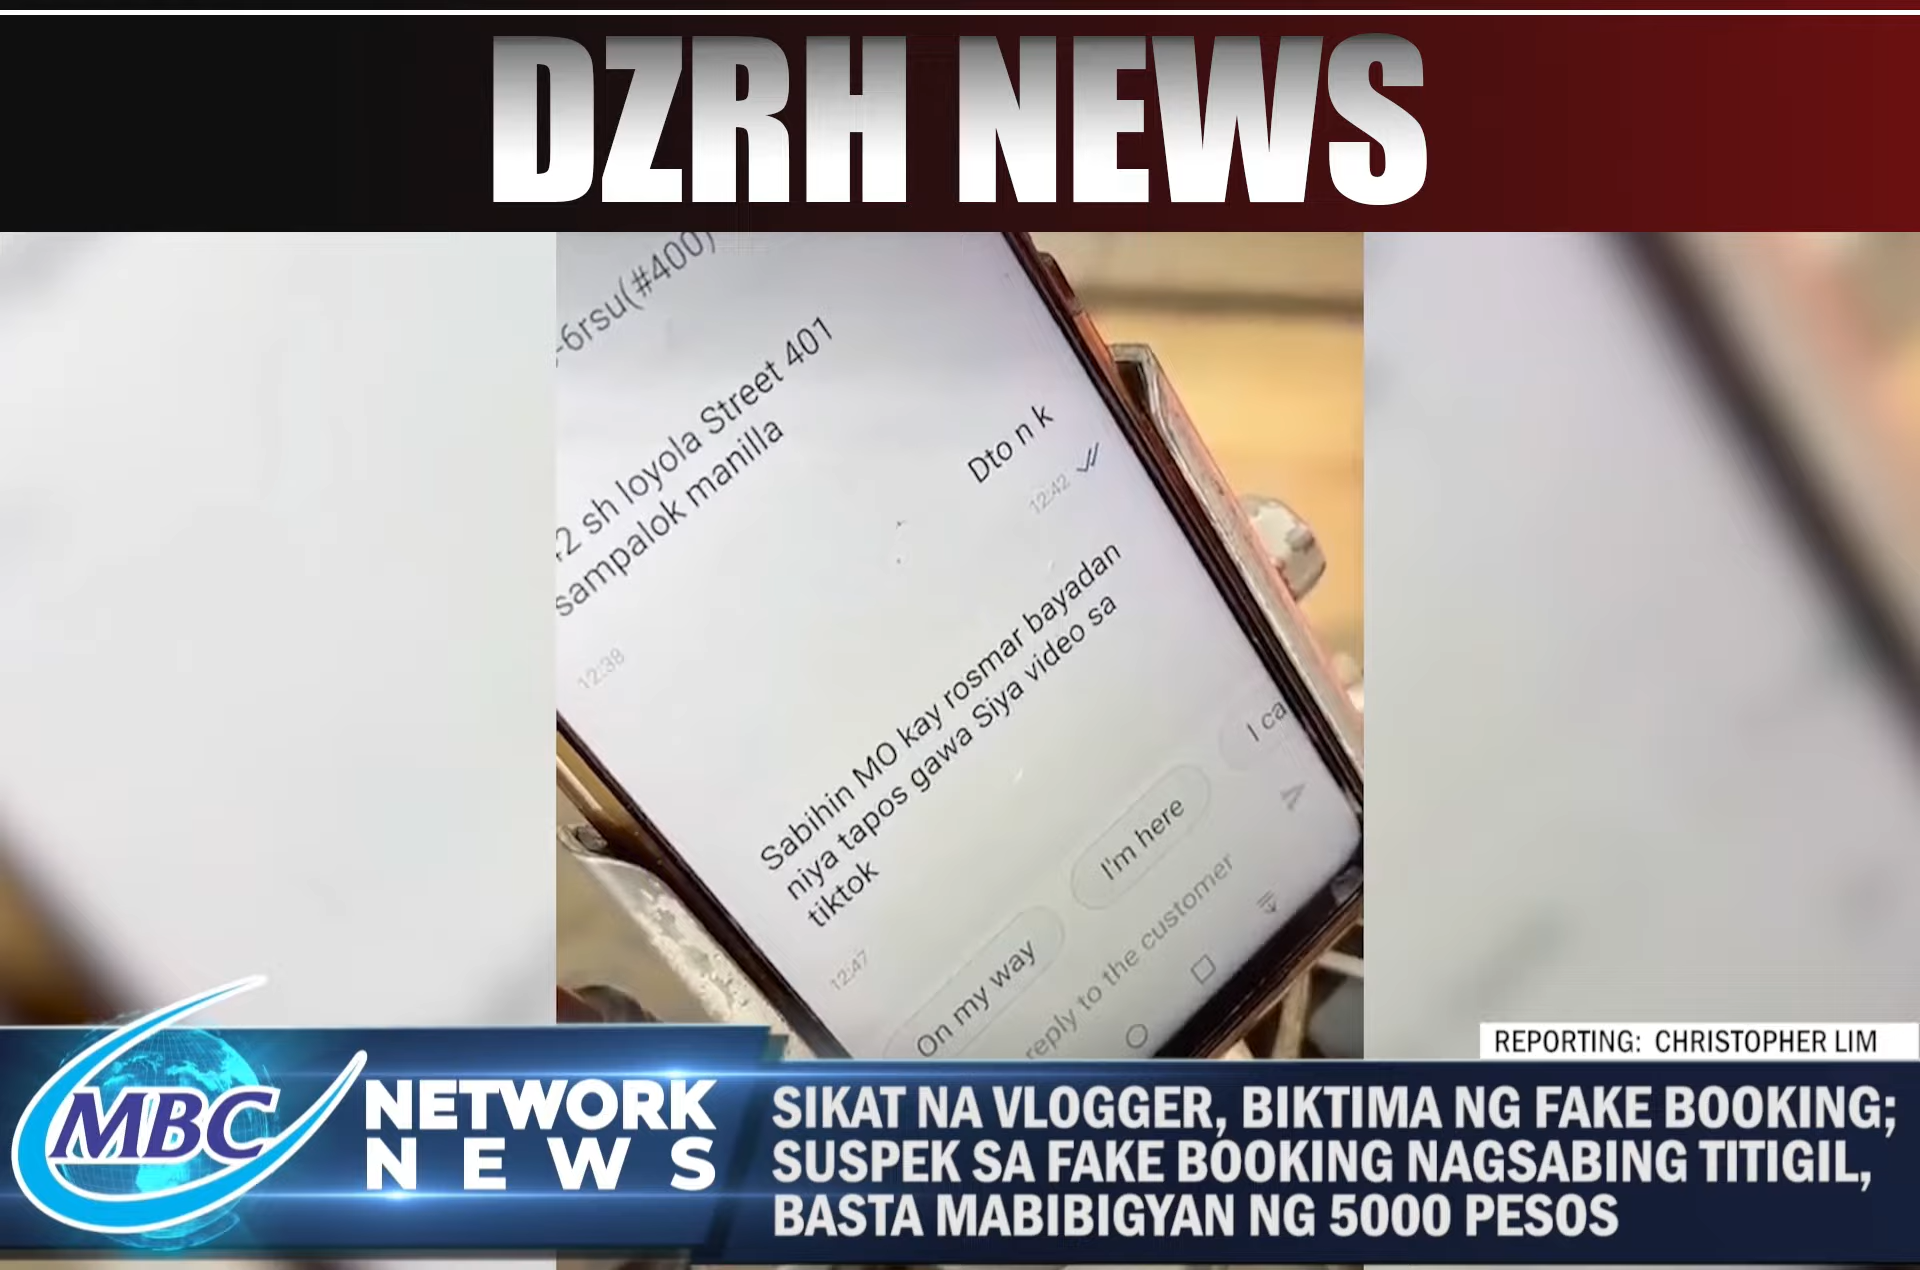 DZRH NEWS
-6rsu(#400)
2 sh loyola Street 401
sampalok manilla
12:38
Dto n k
12:42
Sabihin MO kay rosmar bayadan
niya tapos gawa Siya video sa
tiktok
12:47
On my way
I'm here
I ca
reply to the customer
REPORTING: CHRISTOPHER LIM
MBC
NETWORK
NEWS
SIKAT NA VLOGGER, BIKTIMA NG FAKE BOOKING;
SUSPEK SA FAKE BOOKING NAGSABING TITIGIL,
BASTA MABIBIGYAN NG 5000 PESOS